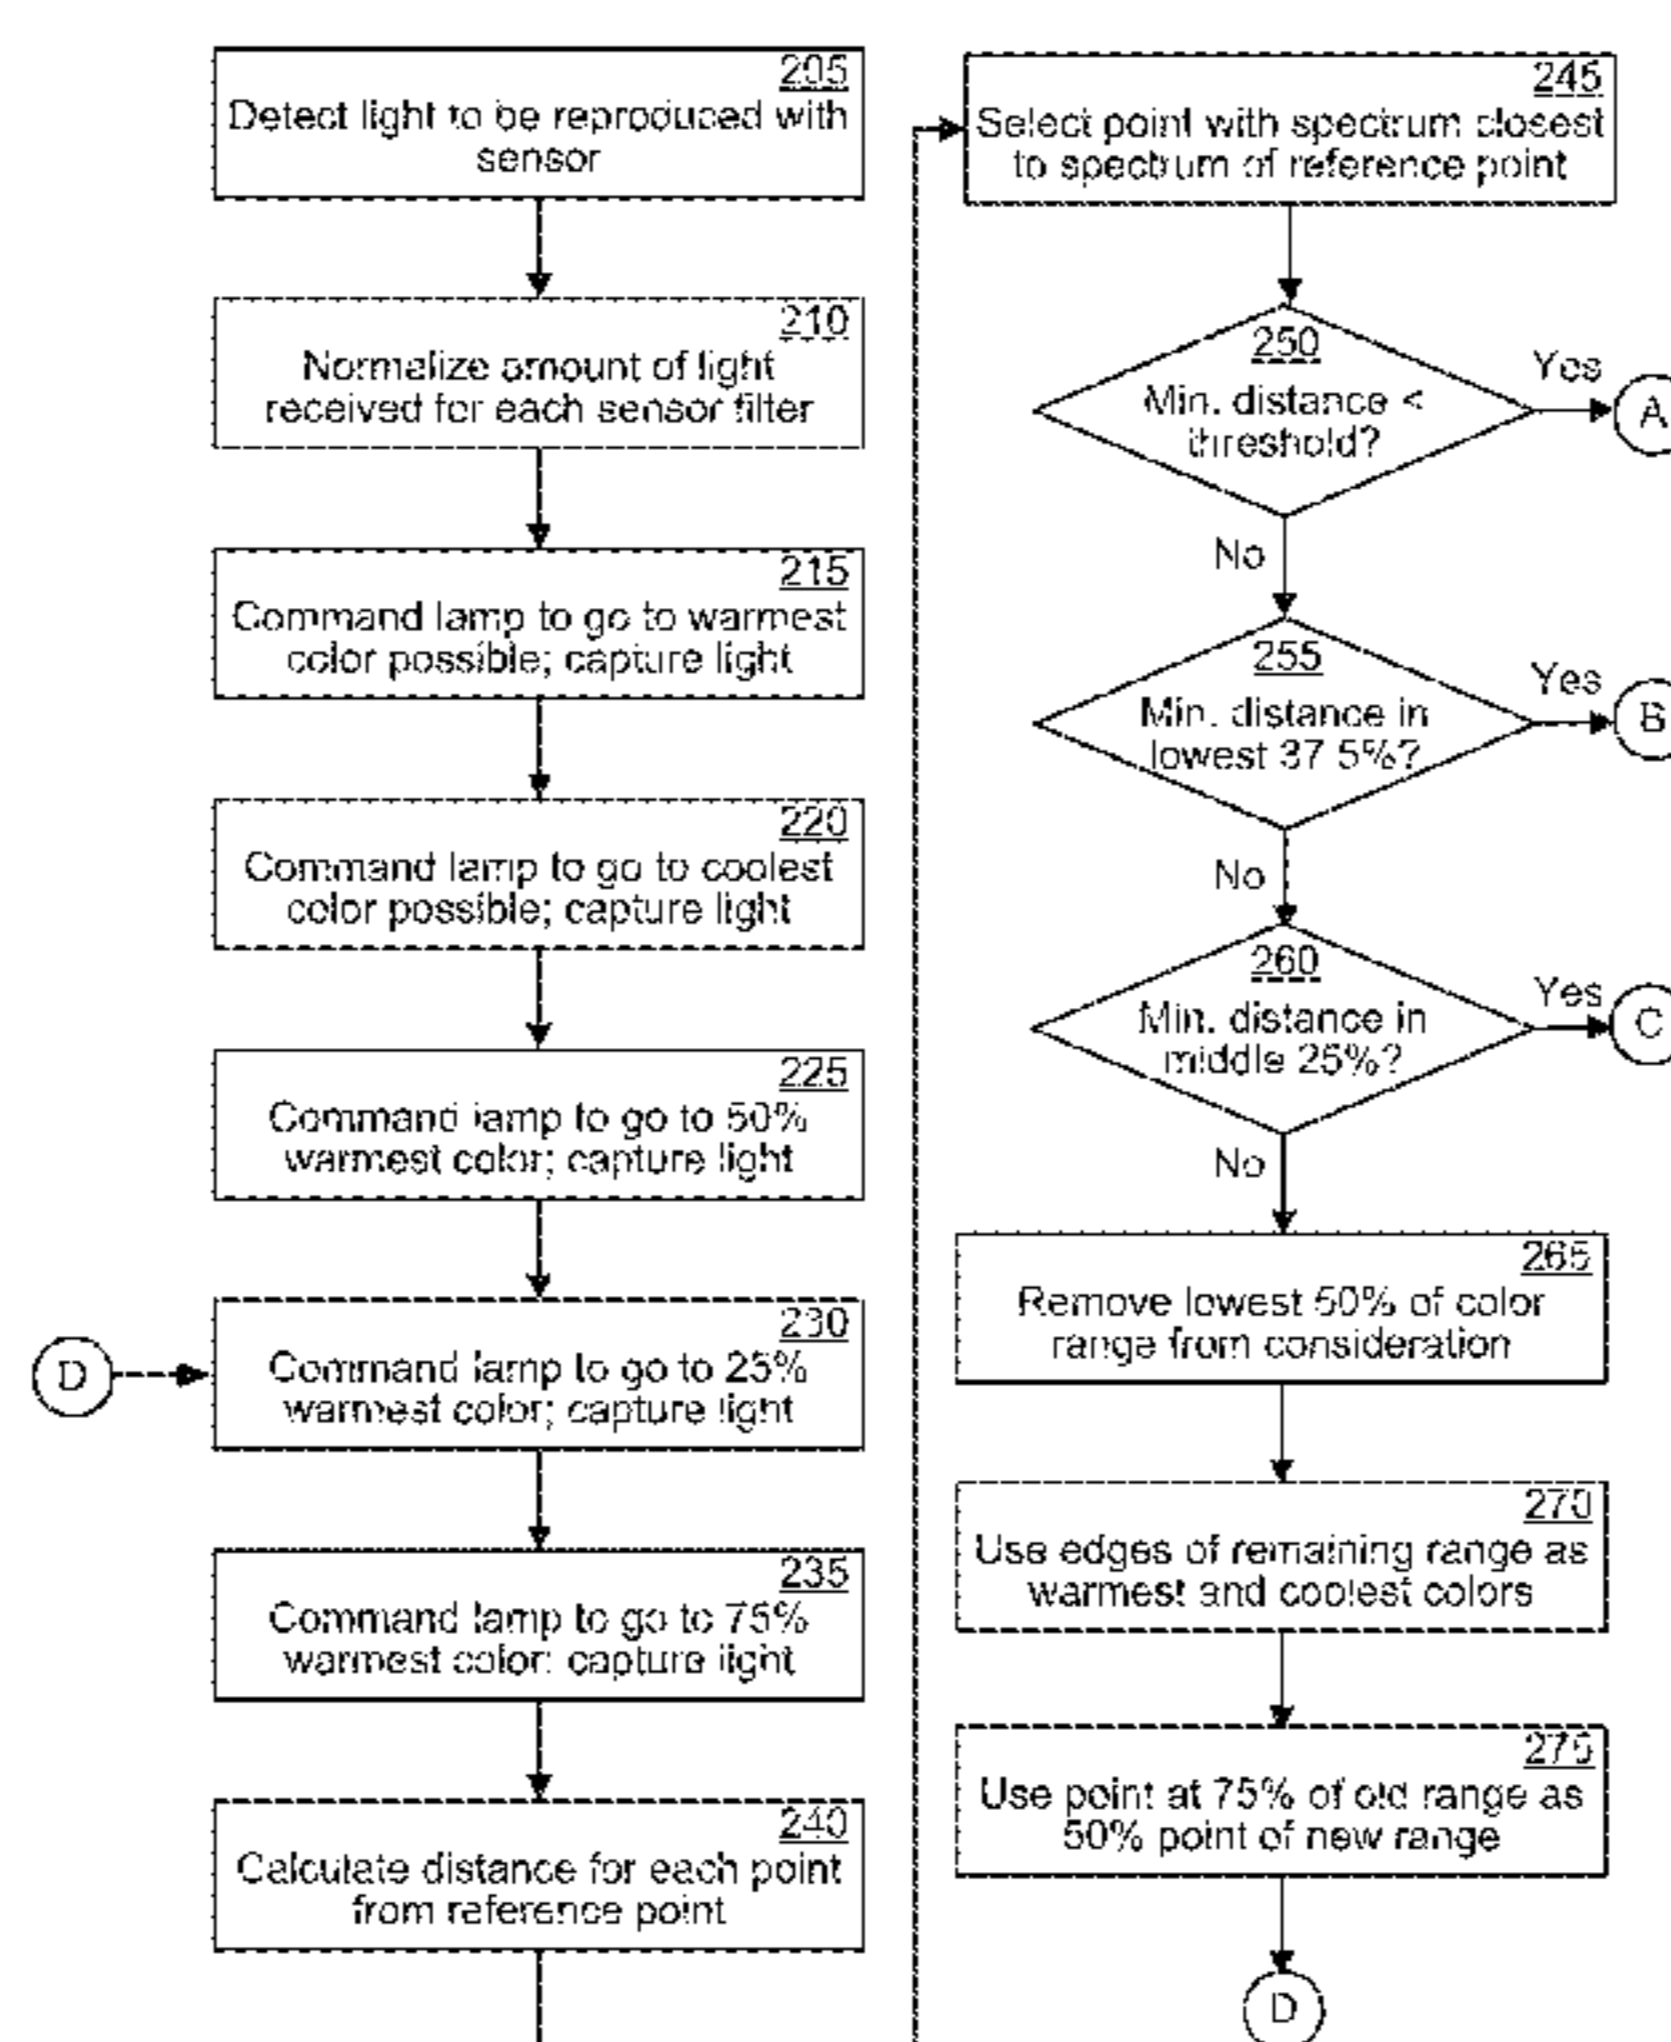 205
Detect light to be reproduced with
sensor
210
Normalize amount of light
received for each sensor filter
215
Command lamp to go to warmest
color possible; capture light
220
Command lamp to go to coolest
color possible; capture light
225
Command lamp to go to 50%
warmest color; capture light
D
230
Command lamp to go to 25%
warmest color; capture light
235
Command lamp to go to 75%
warmest color; capture light
240
Calculate distance for each point
from reference point
245
Select point with spectrum closest
to spectrum of reference point
250
Min. distance <
threshold?
Yes
A
No
255
Min. distance in
lowest 37.5%?
Yes
B
No
260
Min. distance in
middle 25%?
Yes
C
No
265
Remove lowest 50% of color
range from consideration
270
Use edges of remaining range as
warmest and coolest colors
275
Use point at 75% of old range as
50% point of new range
D